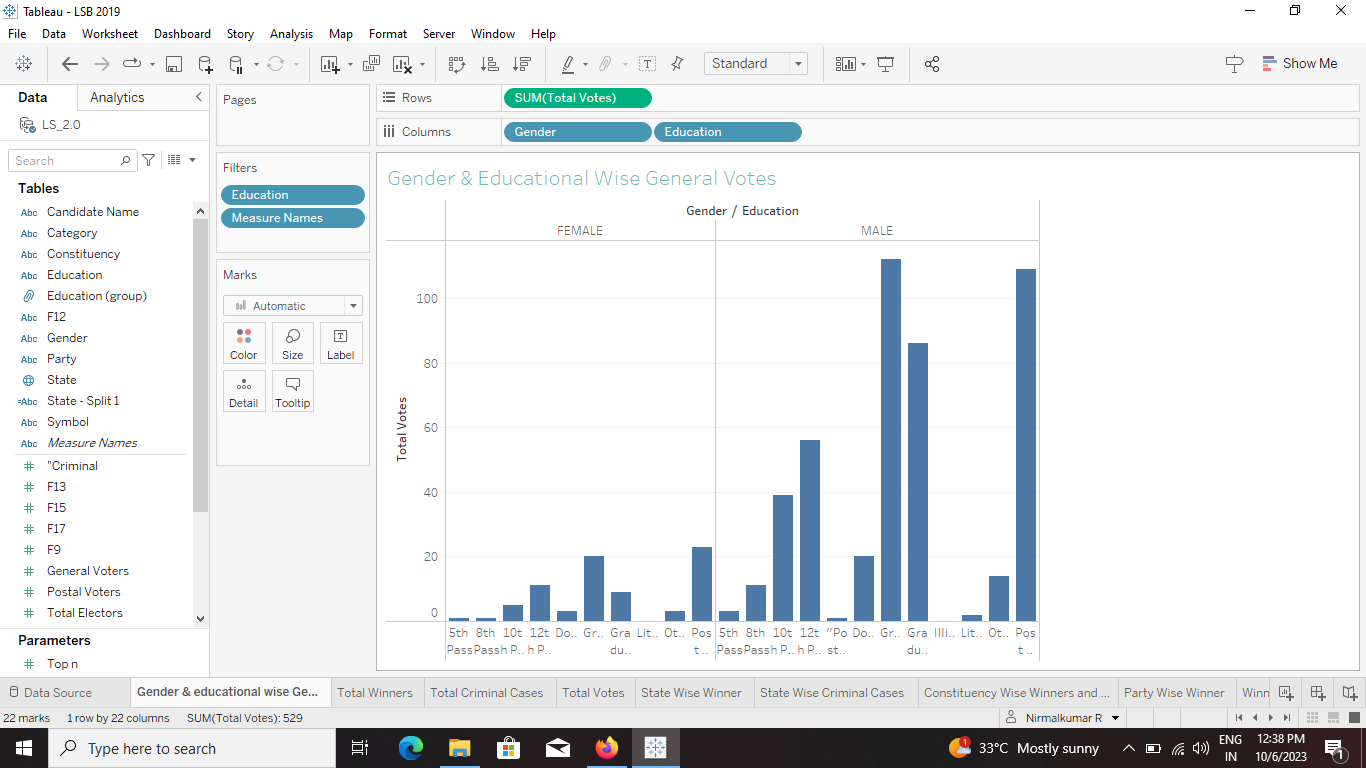 Tableau - LSB 2019
File Data Worksheet Dashboard Story Analysis Map Format Server Window Help
Standard Show Me
Data Analytics
LS_2.0
Search
Tables
Abc Candidate Name
Abc Category
Abc Constituency
Abc Education
Education (group)
Abc F12
Abc Gender
Abc Party
State
=Abc State - Split 1
Abc Symbol
Abc Measure Names
# "Criminal
# F13
# F15
# F17
# F9
# General Voters
# Postal Voters
# Total Electors
Parameters
# Top n
Pages
Filters
Education
Measure Names
Marks
Automatic
Color Size Label
Detail Tooltip
Rows SUM(Total Votes)
Columns Gender Education
Gender & Educational Wise General Votes
Gender / Education
FEMALE MALE
Total Votes
100
80
60
40
20
0
5th 8th 10t 12t Do.. Gr.. Gra Lit.. Ot.. Pos 5th 8th 10t 12t "Po Do.. Gr.. Gra Illi.. Lit.. Ot.. Pos
Pass Pass h P.. h P.. du.. t .. Pass Pass h P.. h P.. st.. du.. t ..
Data Source Gender & educational wise Ge... Total Winners Total Criminal Cases Total Votes State Wise Winner State Wise Criminal Cases Constituency Wise Winners and ... Party Wise Winner Winn
22 marks 1 row by 22 columns SUM(Total Votes): 529 Nirmalkumar R
Type here to search 1 33°C Mostly sunny ENG 12:38 PM
IN 10/6/2023 1